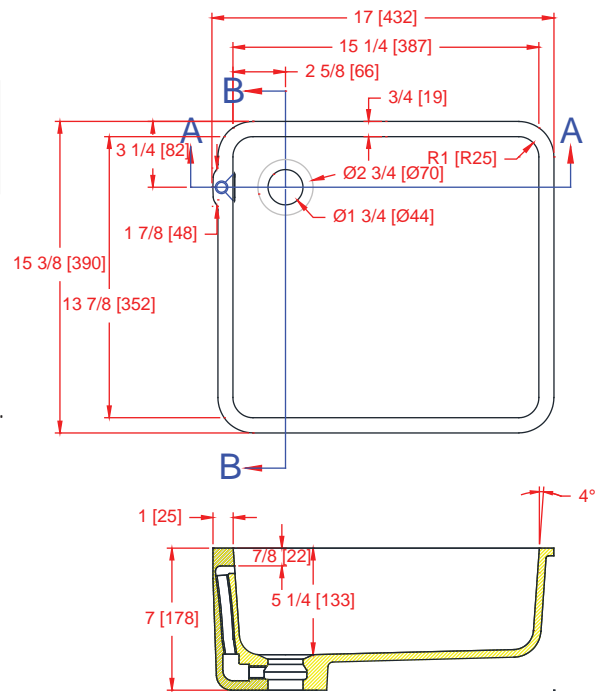 17 [432]
15 1/4 [387]
2 5/8 [66]
B
3/4 [19]
A
A
3 1/4 [82]
R1 [R25]
Ø2 3/4 [Ø70]
Ø1 3/4 [Ø44]
1 7/8 [48]
15 3/8 [390]
13 7/8 [352]
B
4°
1 [25]
7/8 [22]
5 1/4 [133]
7 [178]